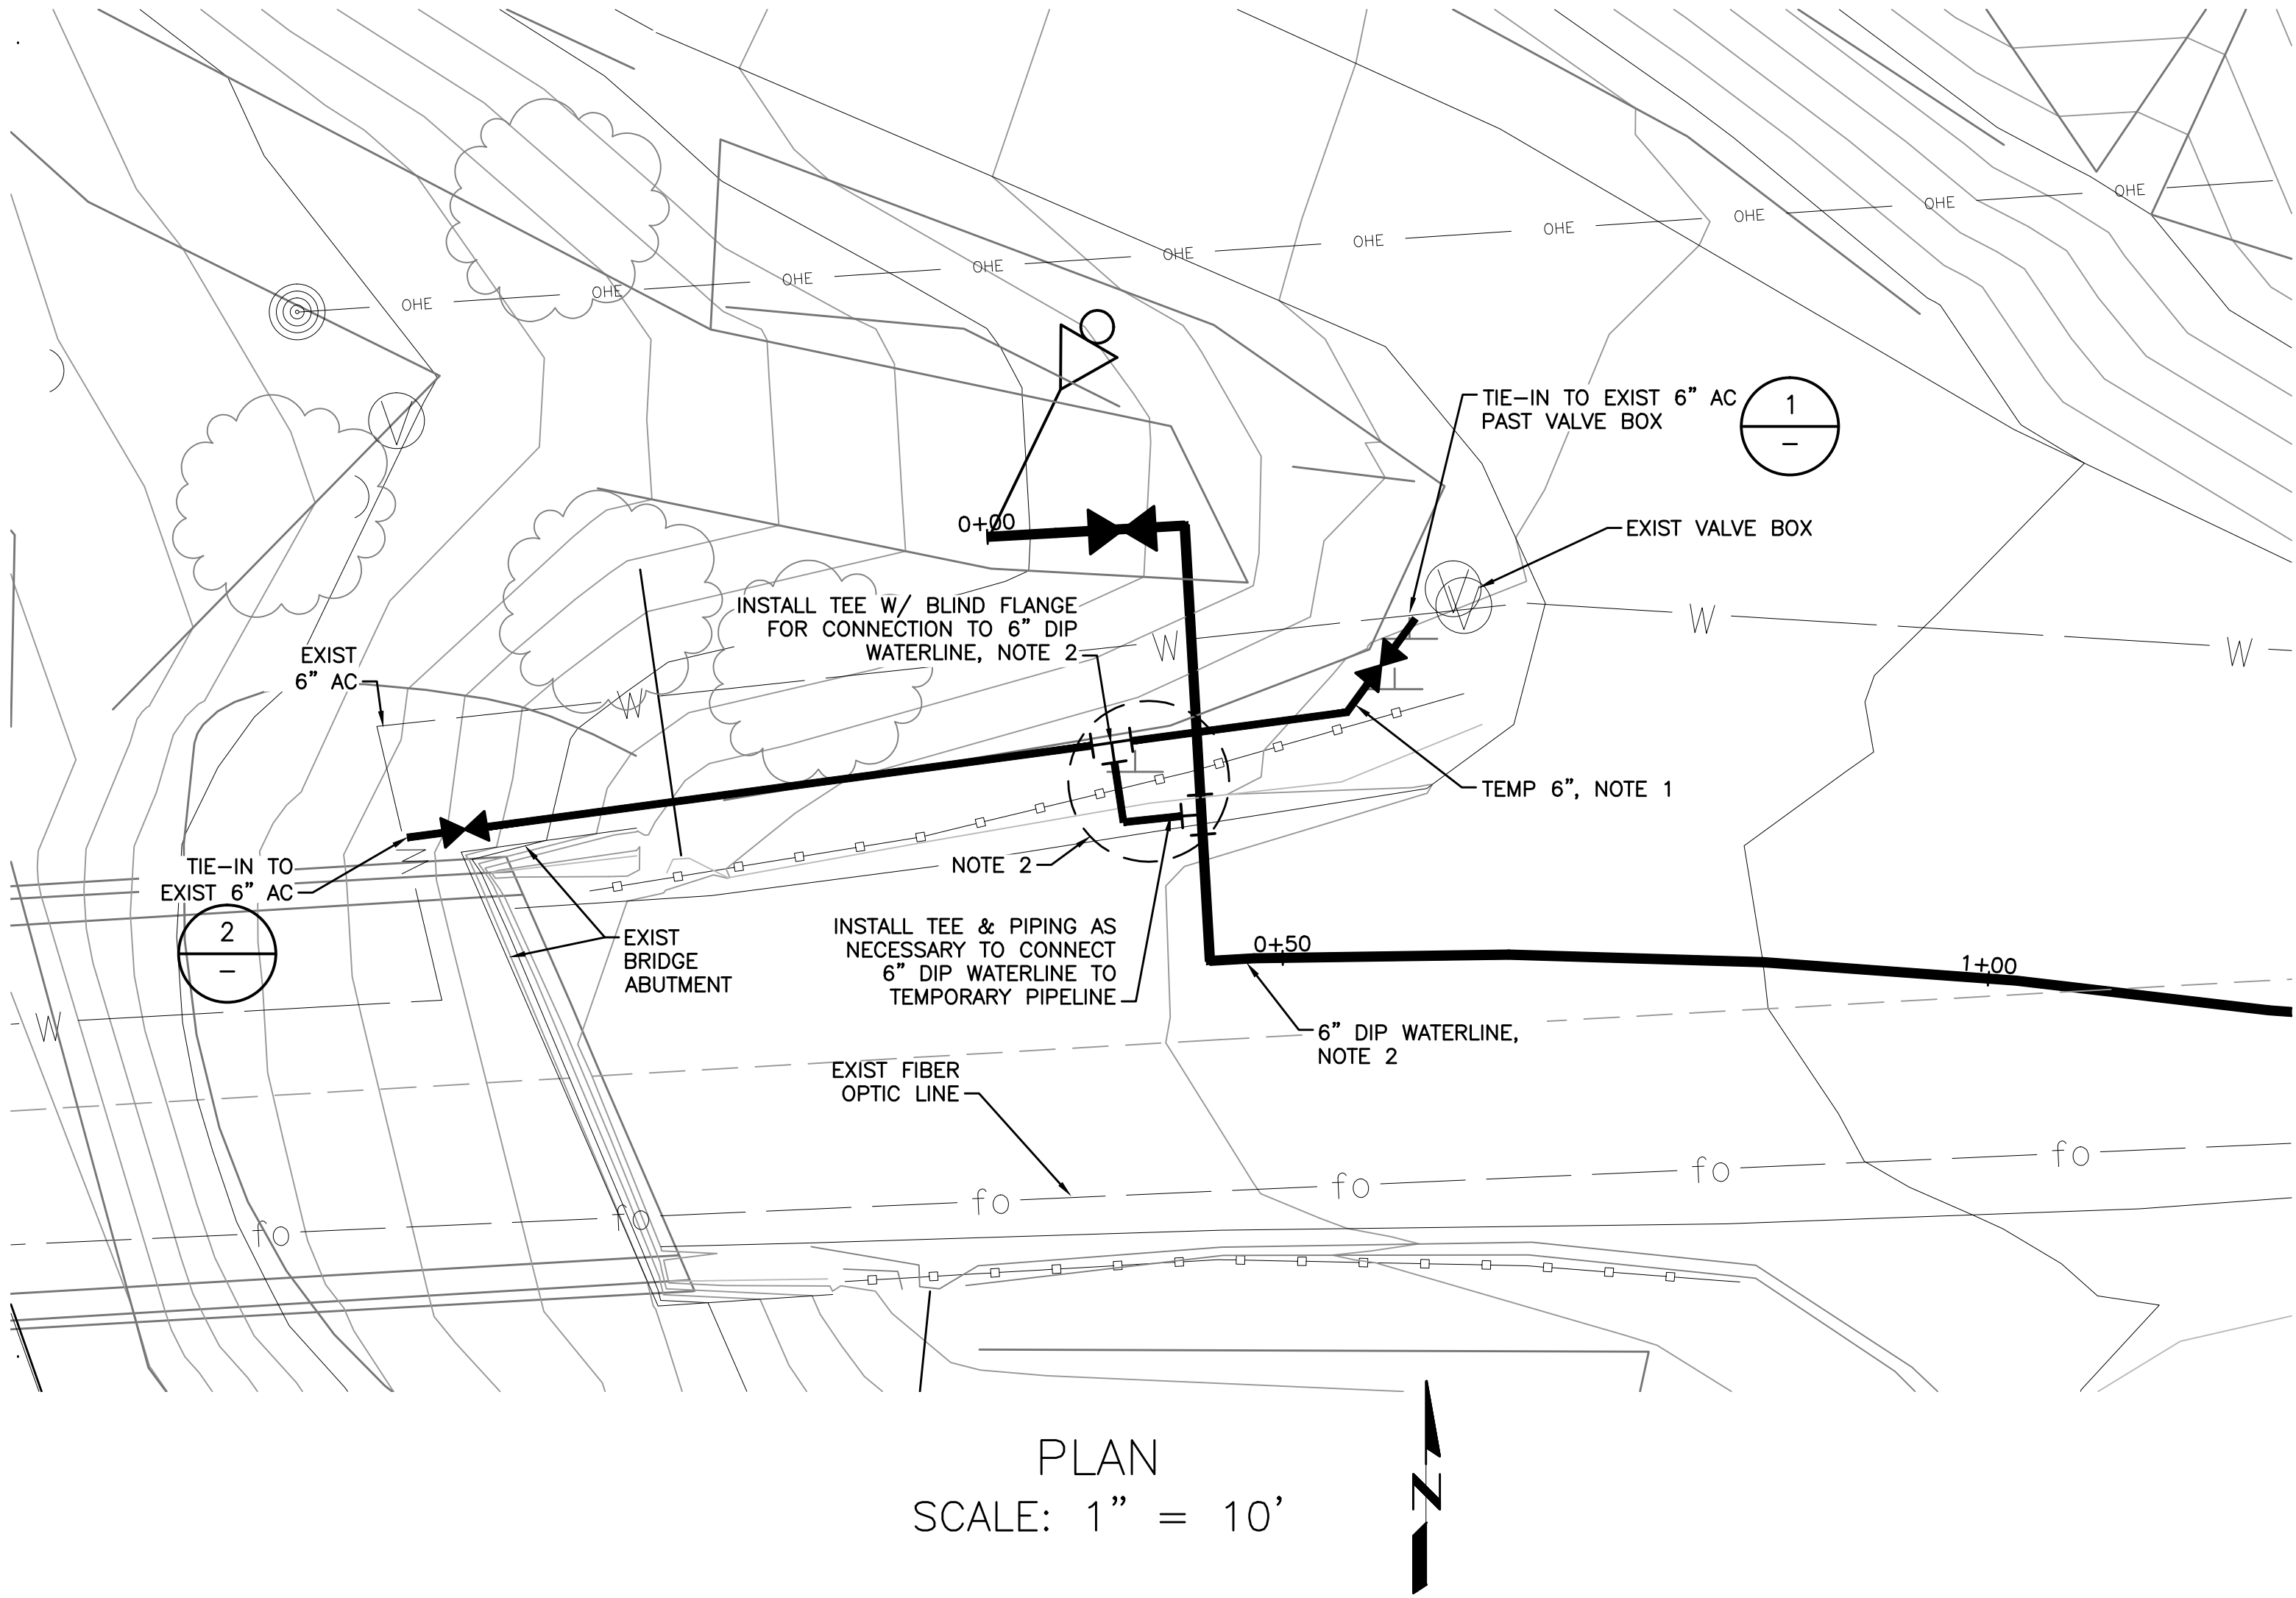 OHE
OHE
OHE
OHE
OHE
OHE
OHE
OHE
OHE
OHE
V
TIE-IN TO EXIST 6" AC
PAST VALVE BOX
1
-
0+00
EXIST VALVE BOX
V
V
INSTALL TEE W/ BLIND FLANGE
FOR CONNECTION TO 6" DIP
WATERLINE, NOTE 2
W
W
W
W
EXIST
6" AC
TEMP 6", NOTE 1
W
TIE-IN TO
EXIST 6" AC
2
-
NOTE 2
EXIST
BRIDGE
ABUTMENT
INSTALL TEE & PIPING AS
NECESSARY TO CONNECT
6" DIP WATERLINE TO
TEMPORARY PIPELINE
0+50
1+00
W
6" DIP WATERLINE,
NOTE 2
EXIST FIBER
OPTIC LINE
fo
fo
fo
fo
fo
fo
PLAN
SCALE: 1" = 10'
N